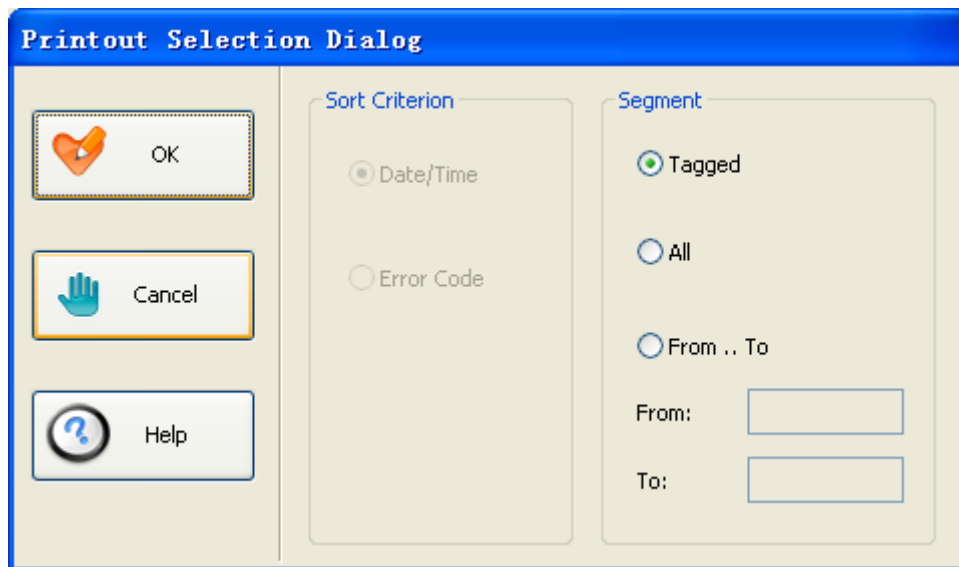 Printout Selection Dialog
OK
Cancel
Help
Sort Criterion
Date/Time
Error Code
Segment
Tagged
All
From .. To
From:
To: